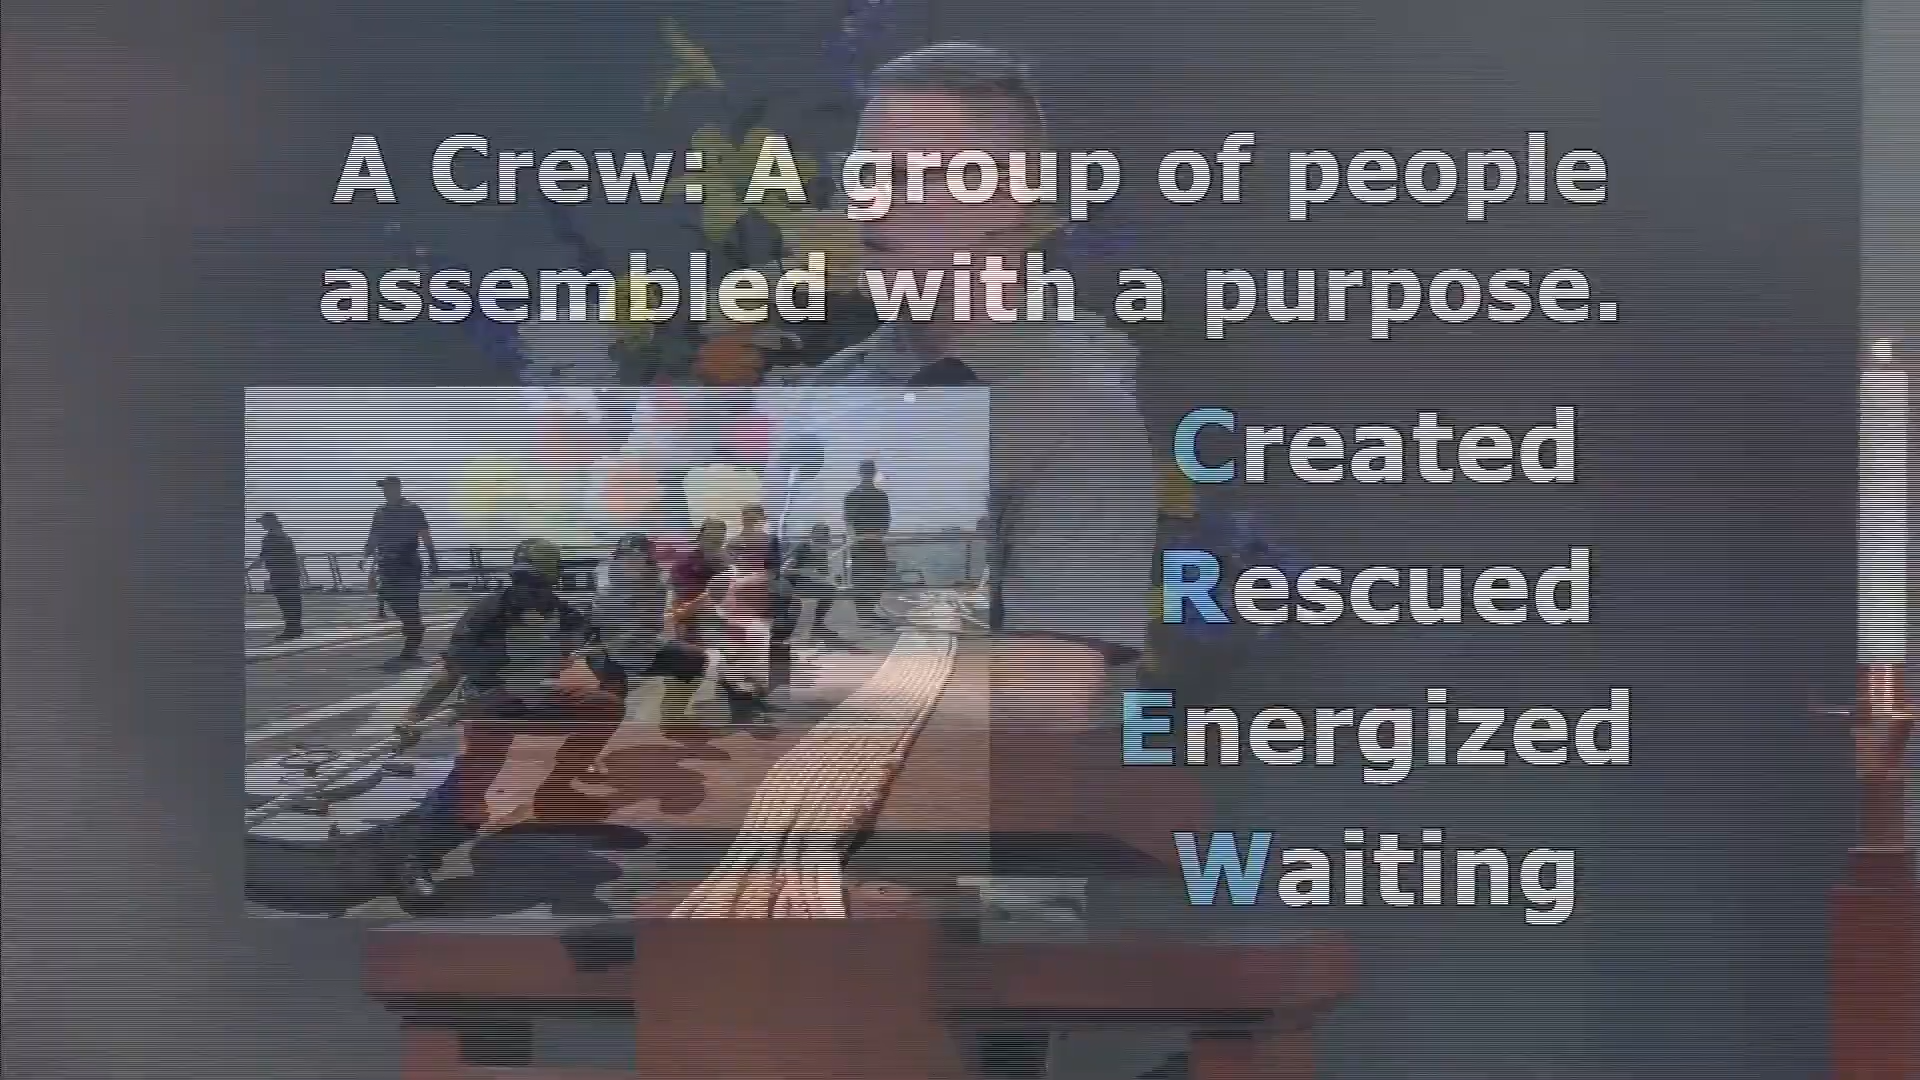 A Crew: A group of people
assembled with a purpose.
Created
Rescued
Energized
Waiting